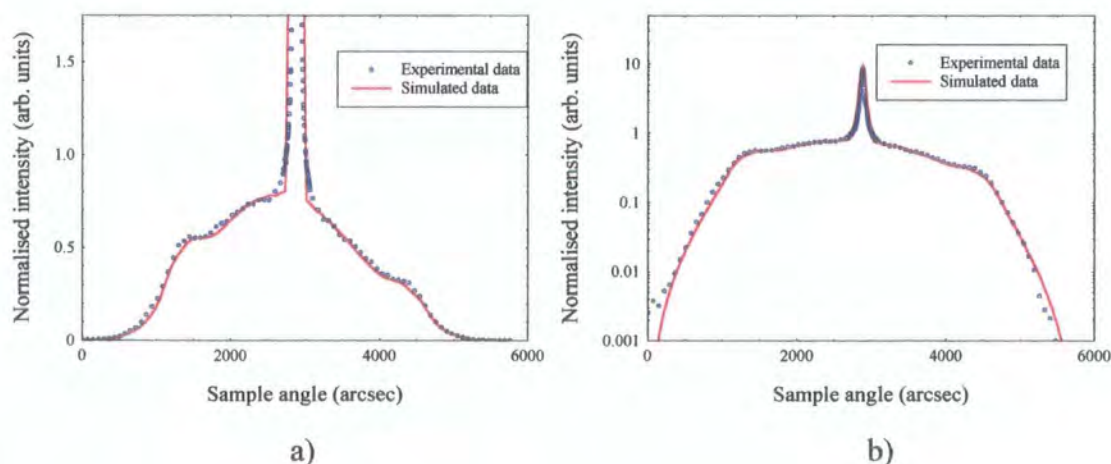 Normalised intensity (arb. units)
1.5
1.0
0.5
0
0
2000
4000
6000
Experimental data
Simulated data
Sample angle (arcsec)
a)
Normalised intensity (arb. units)
10
1
0.1
0.01
0.001
0
2000
4000
6000
Experimental data
Simulated data
Sample angle (arcsec)
b)